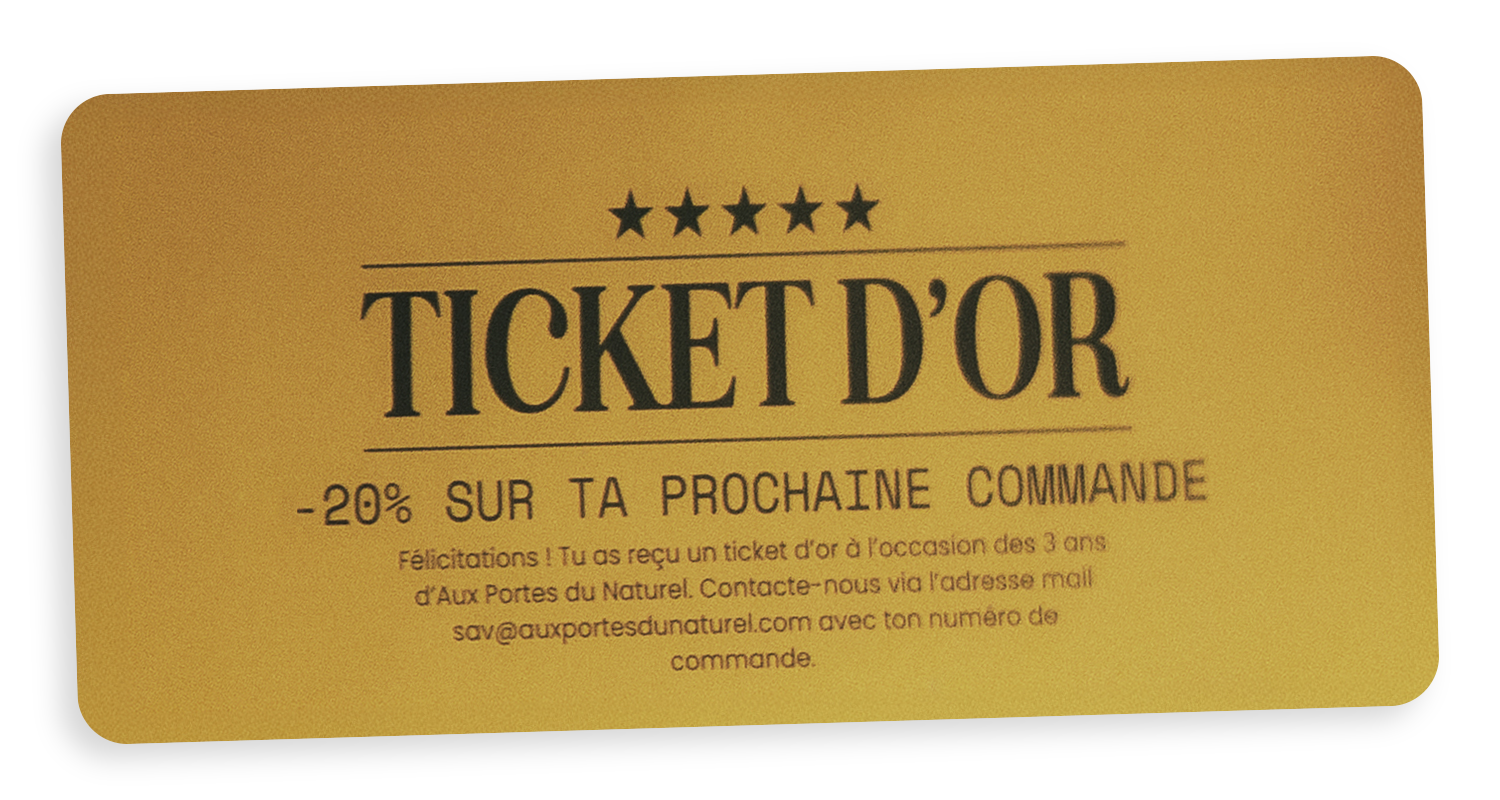 ★★★★★
TICKET D'OR
-20% SUR TA PROCHAINE COMMANDE
Félicitations ! Tu as reçu un ticket d'or à l'occasion des 3 ans
d'Aux Portes du Naturel. Contacte-nous via l'adresse mail
sav@auxportesdunaturel.com avec ton numéro de
commande.